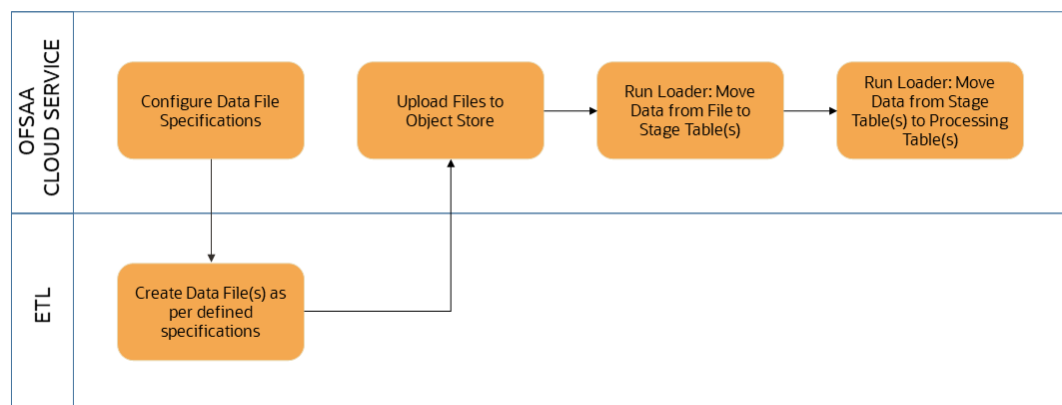 OFSAA
CLOUD SERVICE
Configure Data File
Specifications
Upload Files to
Object Store
Run Loader: Move
Data from File to
Stage Table(s)
Run Loader: Move
Data from Stage
Table(s) to Processing
Table(s)
ETL
Create Data File(s) as
per defined
specifications